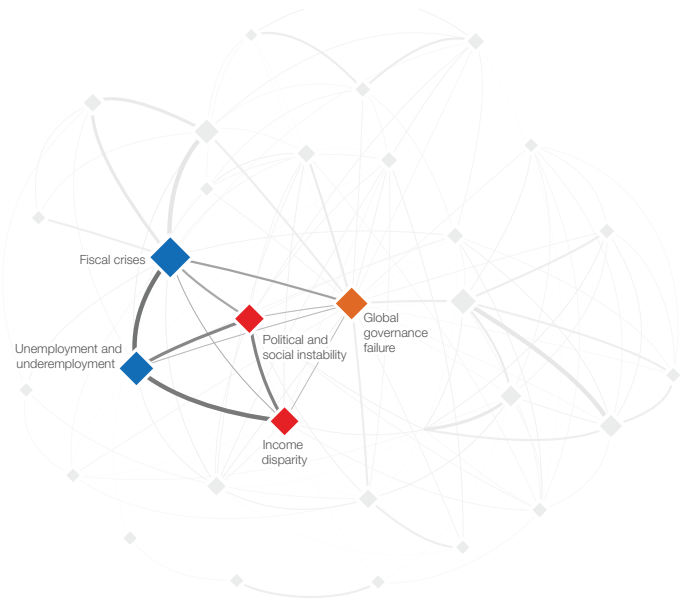 Fiscal crises
Global
governance
failure
Political and
social instability
Unemployment and
underemployment
Income
disparity